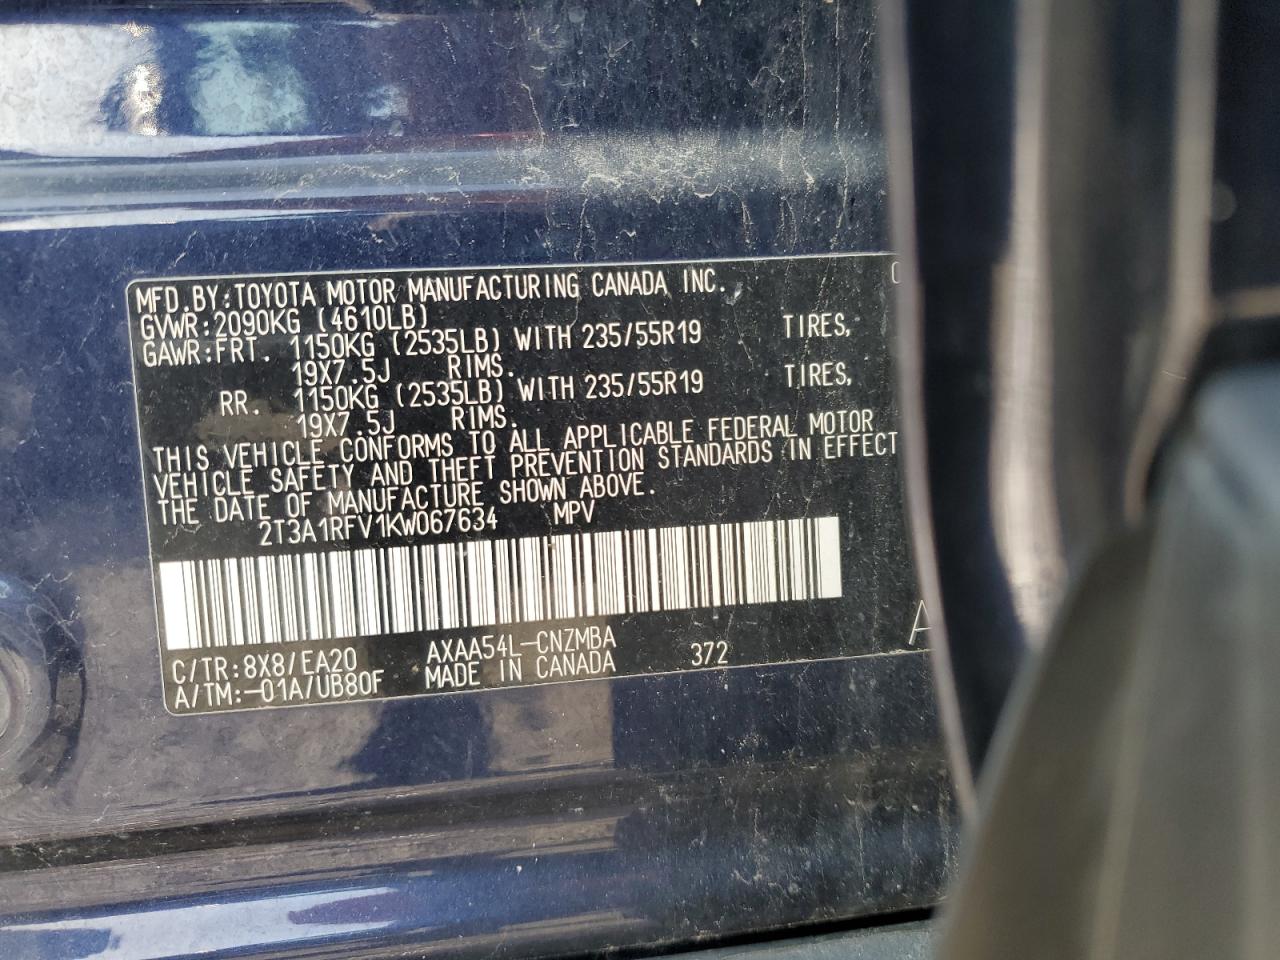 MFD.BY:TOYOTA MOTOR MANUFACTURING CANADA INC.
GVWR:2090KG (4610LB)
GAWR:FRT. 1150KG (2535LB) WITH 235/55R19 TIRES,
19X7.5J RIMS.
RR. 1150KG (2535LB) WITH 235/55R19 TIRES,
19X7.5J RIMS.
THIS VEHICLE CONFORMS TO ALL APPLICABLE FEDERAL MOTOR
VEHICLE SAFETY AND THEFT PREVENTION STANDARDS IN EFFECT
THE DATE OF MANUFACTURE SHOWN ABOVE.
2T3A1RFV1KW067634 MPV
C/TR:8X8/EA20 AXAA54L-CNZMBA 372
A/TM:-01A/UB80F MADE IN CANADA